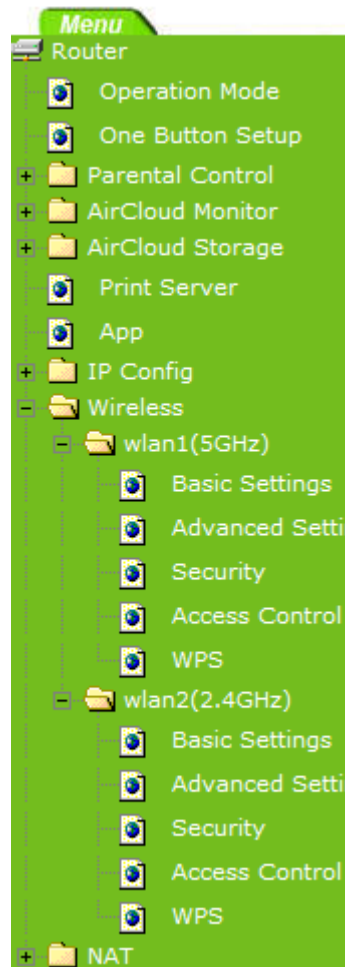 Menu
Router
Operation Mode
One Button Setup
Parental Control
AirCloud Monitor
AirCloud Storage
Print Server
App
IP Config
Wireless
wlan1(5GHz)
Basic Settings
Advanced Setti
Security
Access Control
WPS
wlan2(2.4GHz)
Basic Settings
Advanced Setti
Security
Access Control
WPS
NAT